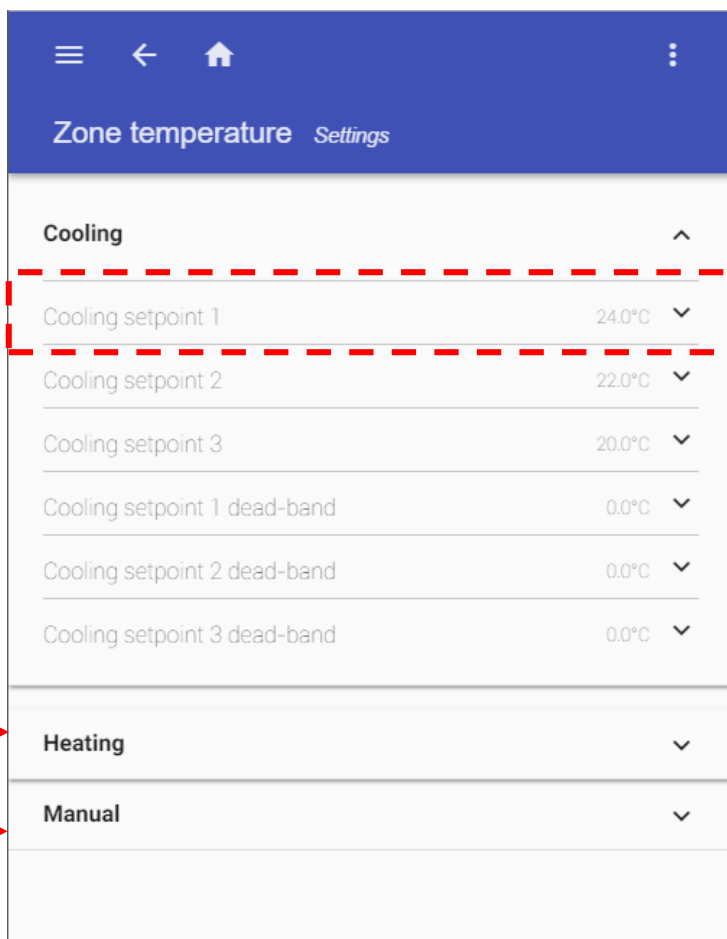 Zone temperature Settings
Cooling
Cooling setpoint 1 24.0°C
Cooling setpoint 2 22.0°C
Cooling setpoint 3 20.0°C
Cooling setpoint 1 dead-band 0.0°C
Cooling setpoint 2 dead-band 0.0°C
Cooling setpoint 3 dead-band 0.0°C
Heating
Manual